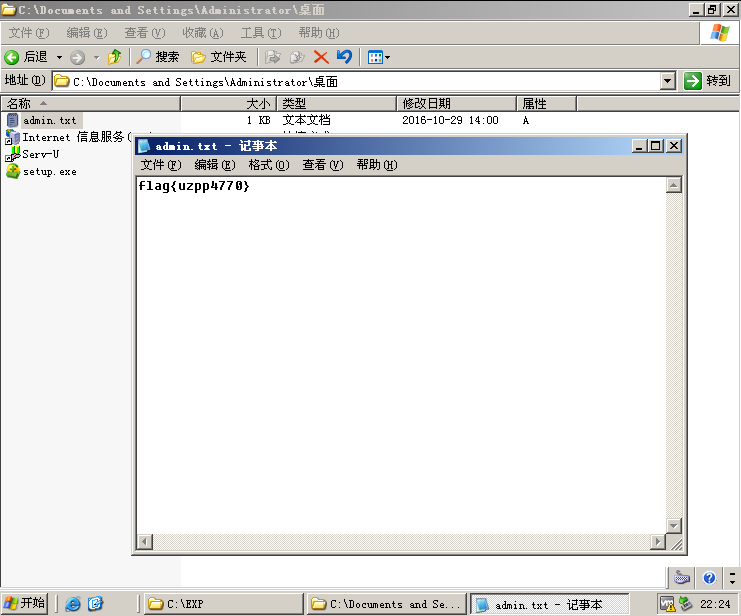 C:\Documents and Settings\Administrator\桌面
文件(F) 编辑(E) 查看(V) 收藏(A) 工具(T) 帮助(H)
后退 搜索 文件夹
地址(D) C:\Documents and Settings\Administrator\桌面 转到
名称 大小 类型 修改日期 属性
admin.txt 1 KB 文本文档 2016-10-29 14:00 A
Internet 信息服务(
Serv-U
setup.exe
admin.txt - 记事本
文件(F) 编辑(E) 格式(O) 查看(V) 帮助(H)
flag{uzpp4770}
开始 C:\EXP C:\Documents and Se... admin.txt - 记事本 22:24